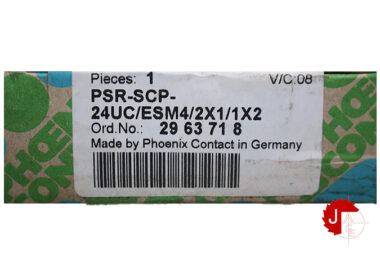 Pieces: 1 V/C:08
PSR-SCP-
24UC/ESM4/2X1/1X2
Ord.No.: 29 63 71 8
Made by Phoenix Contact in Germany